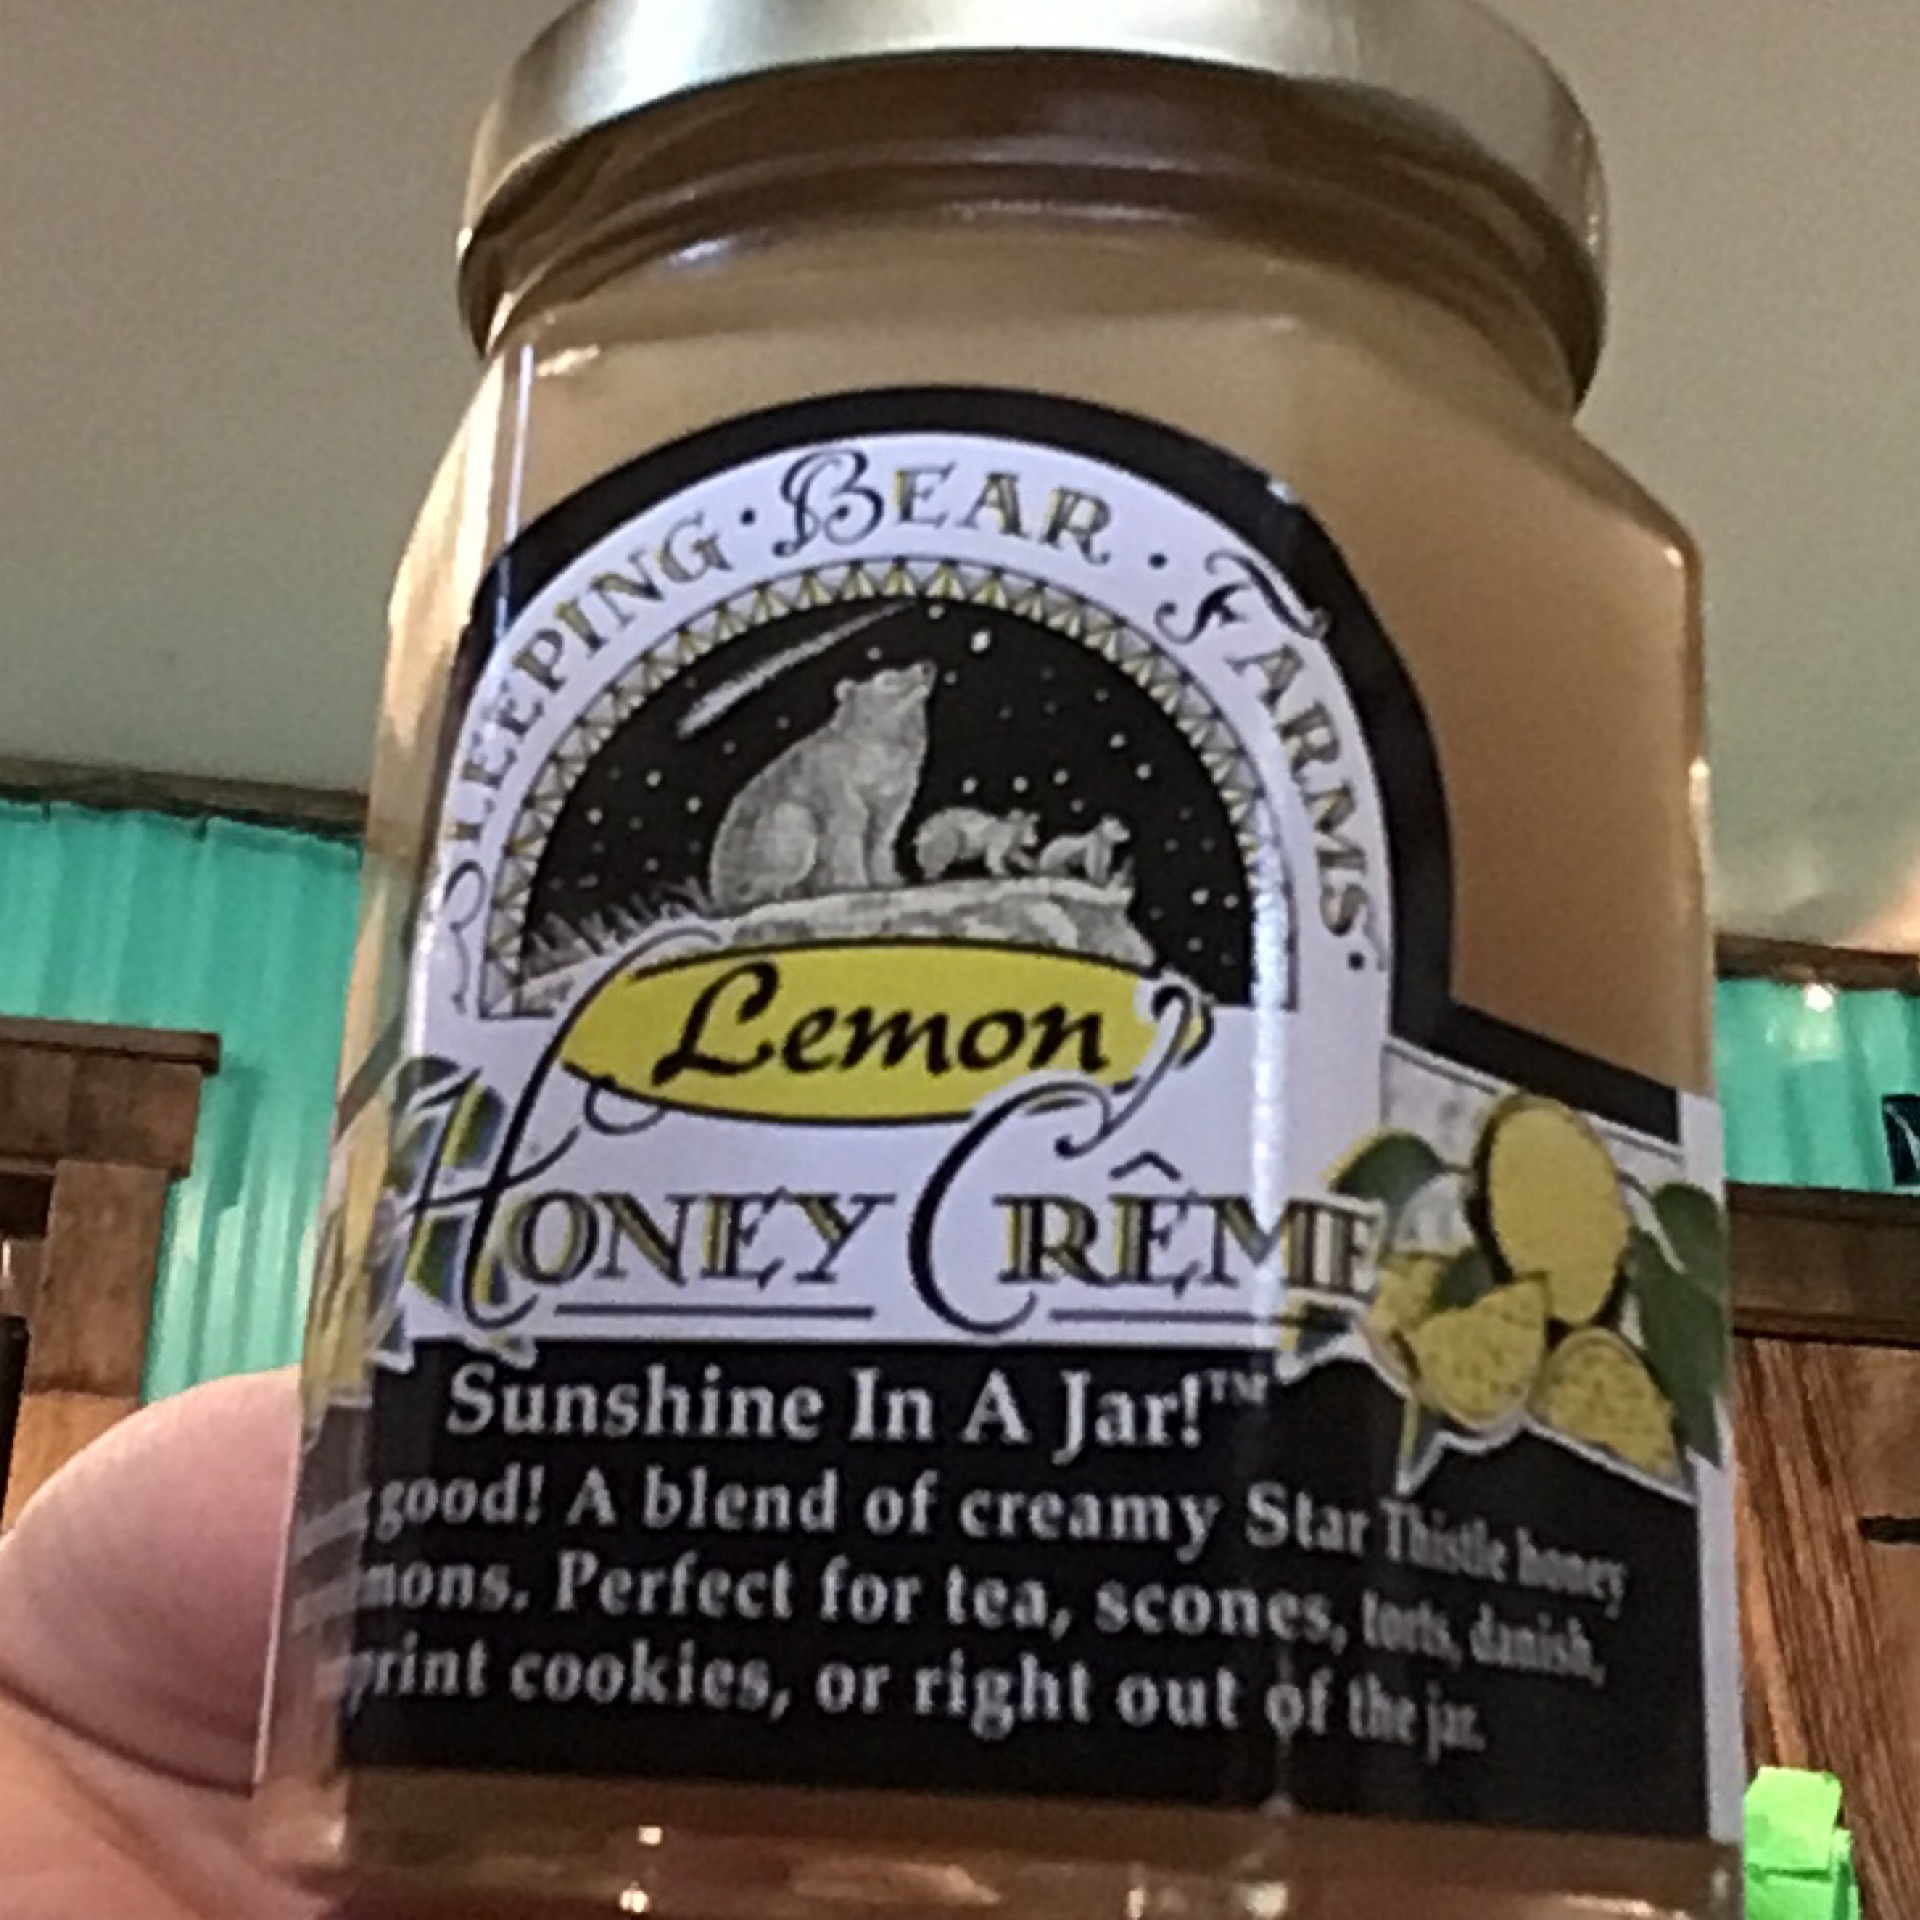 SLEEPING · BEAR · FARMS ·
Lemon
HONEY CRÊME
Sunshine In A Jar!™
good! A blend of creamy Star Thistle honey
mons. Perfect for tea, scones, torts, danish,
print cookies, or right out of the jar.